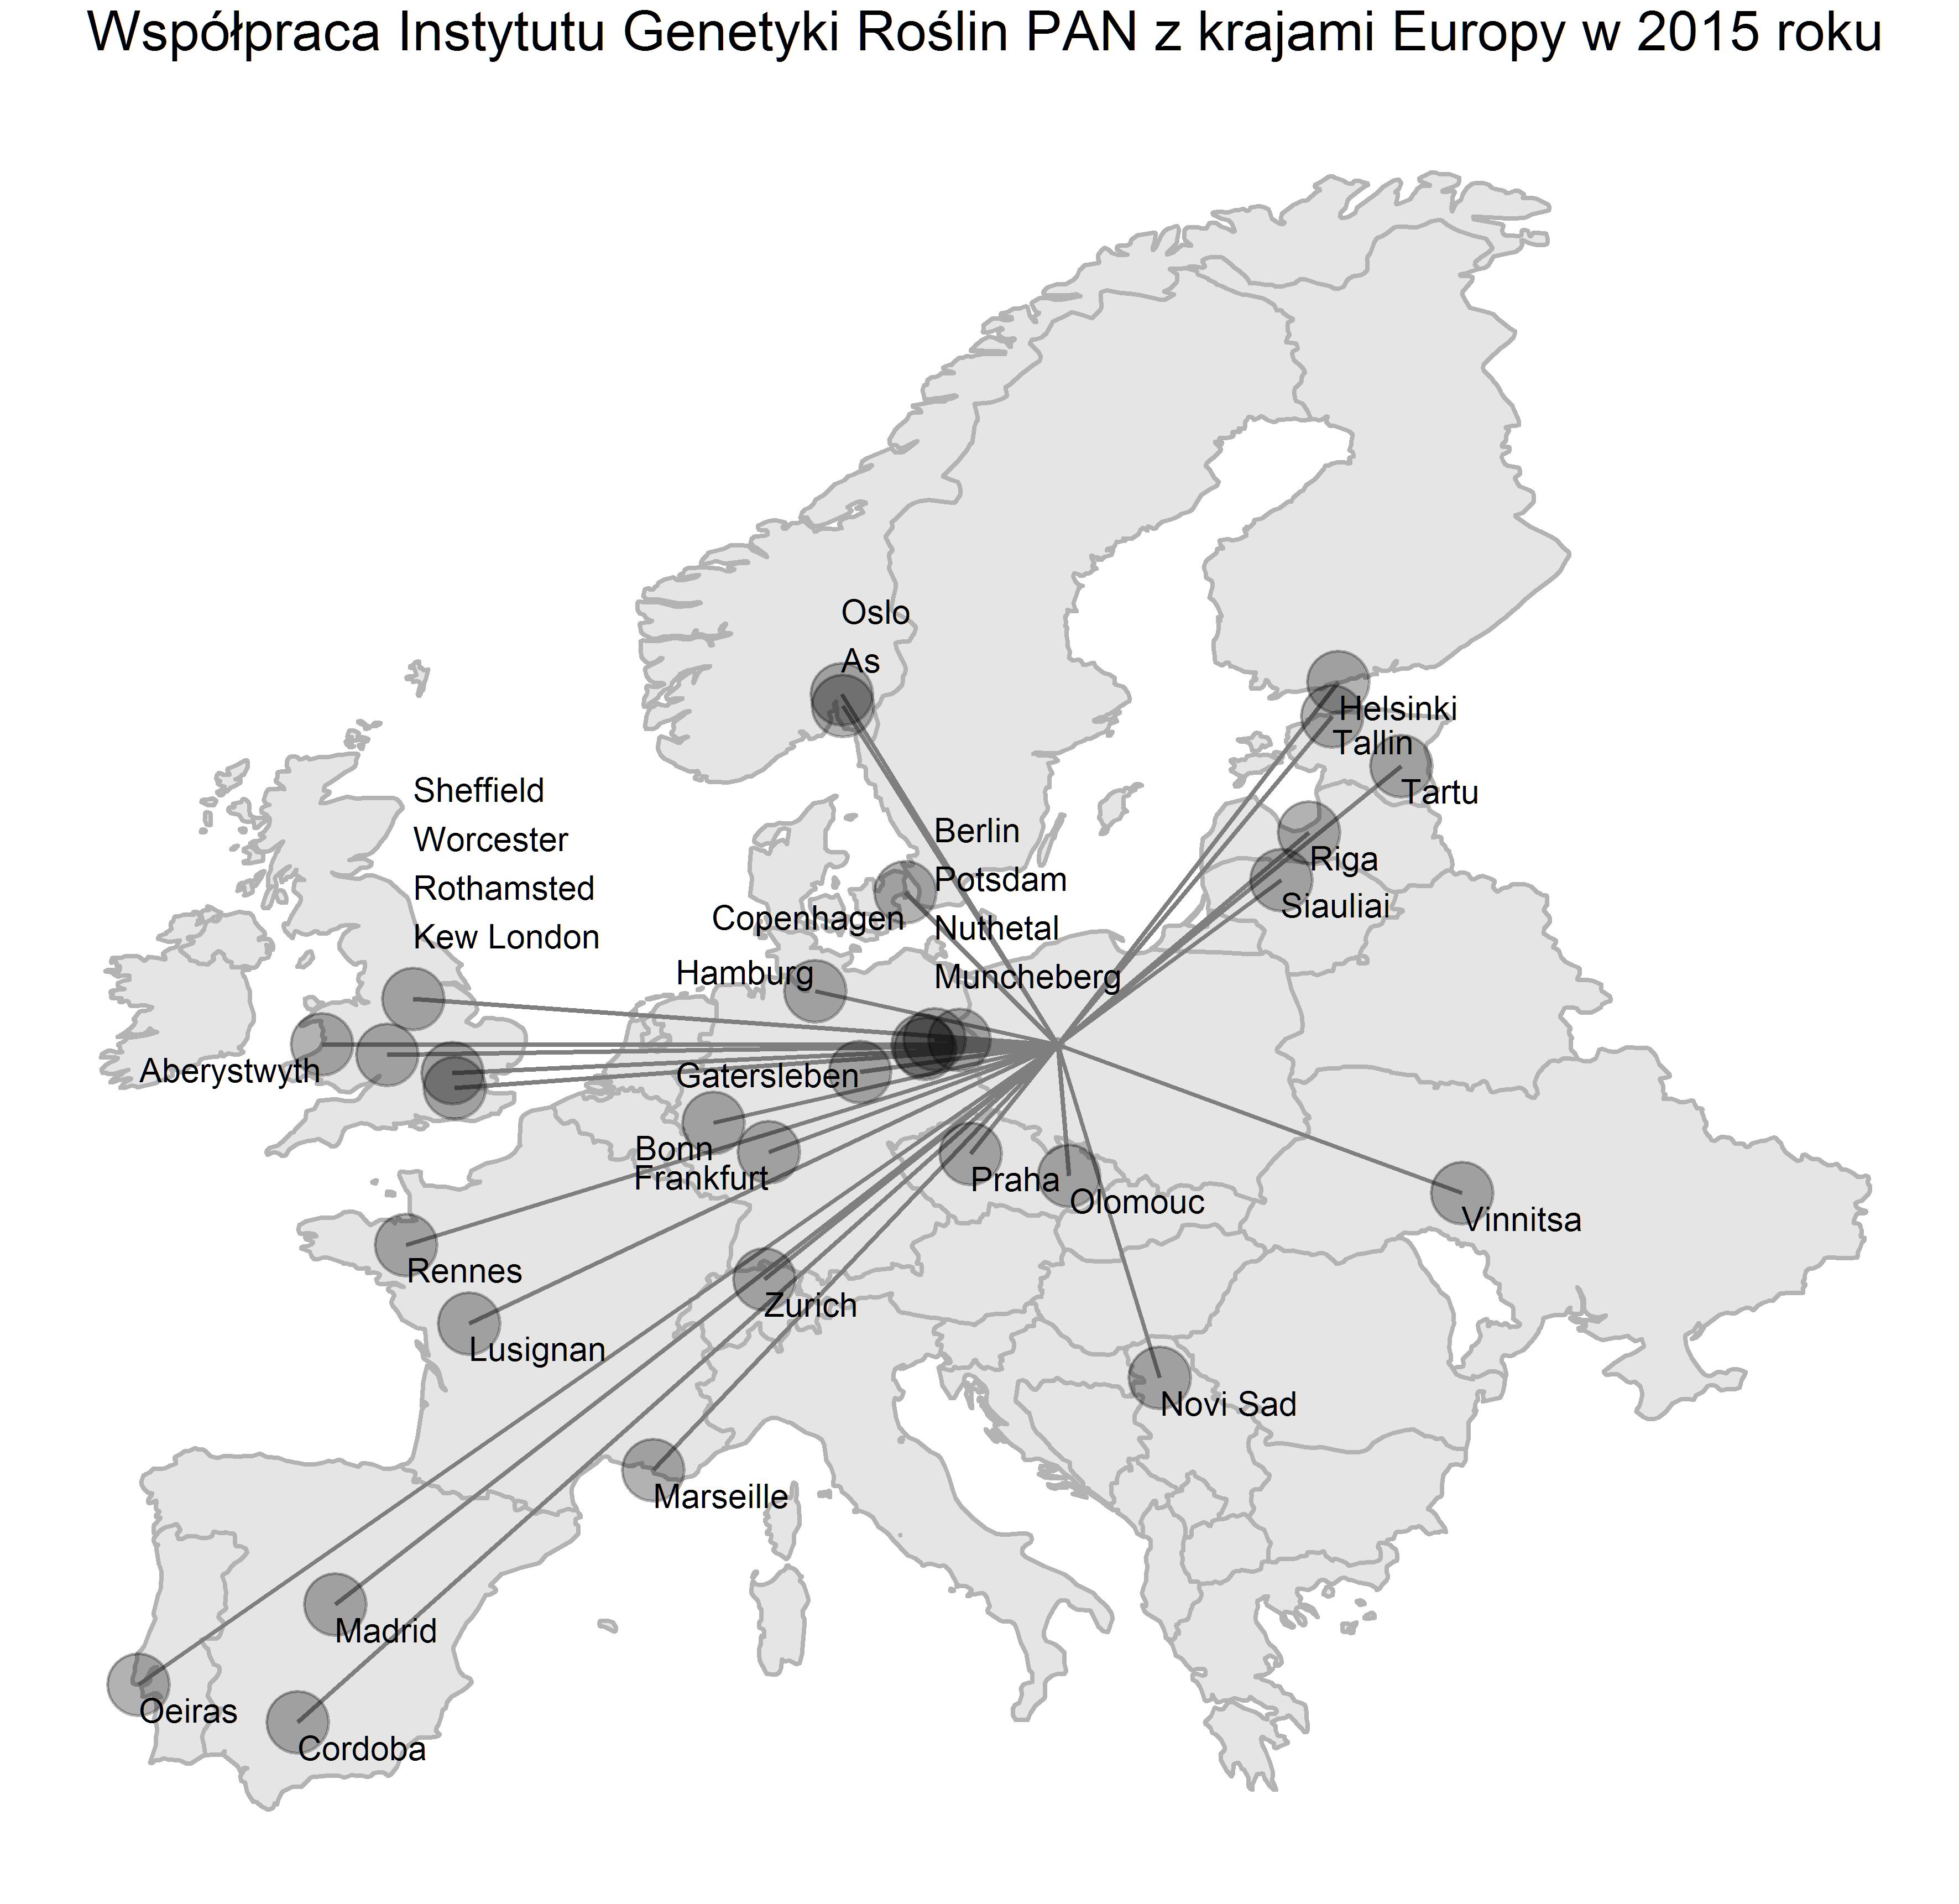 Współpraca Instytutu Genetyki Roślin PAN z krajami Europy w 2015 roku
Oslo
As
Helsinki
Tallin
Tartu
Sheffield
Worcester
Rothamsted
Kew London
Berlin
Potsdam
Nuthetal
Muncheberg
Riga
Siauliai
Copenhagen
Hamburg
Aberystwyth
Gatersleben
Bonn
Frankfurt
Praha
Olomouc
Vinnitsa
Rennes
Zurich
Lusignan
Novi Sad
Marseille
Madrid
Oeiras
Cordoba